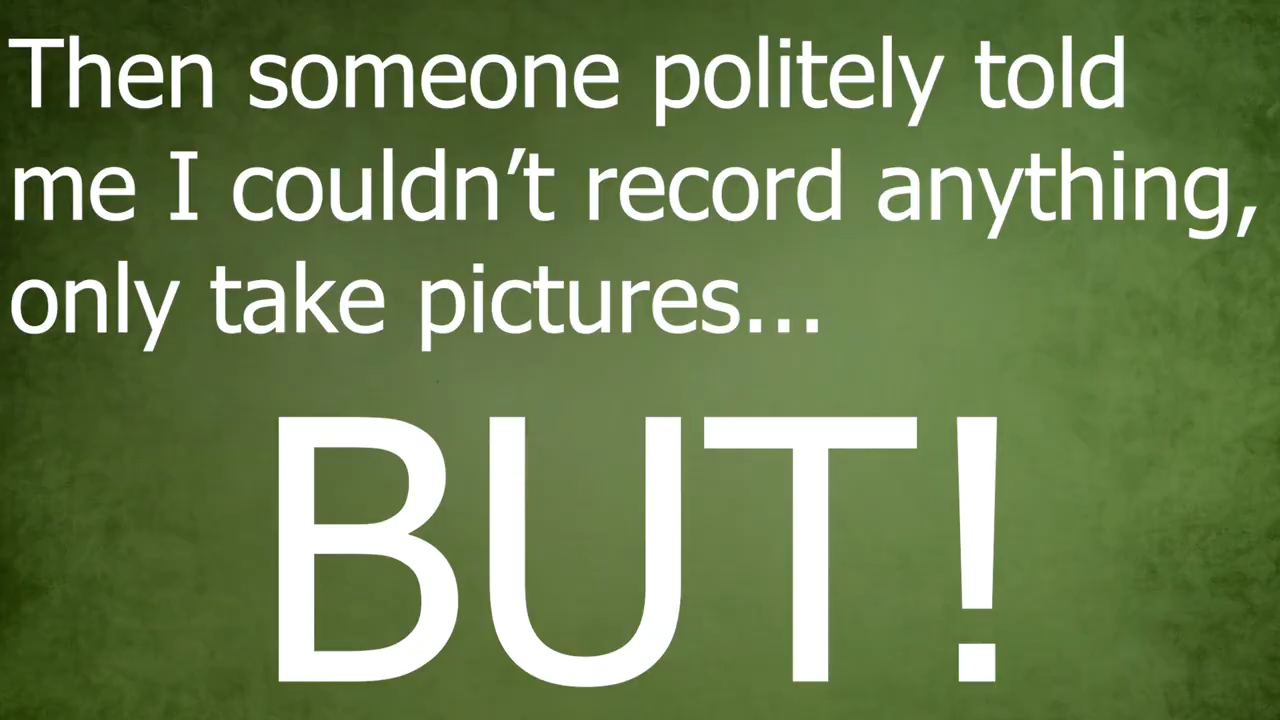 Then someone politely told
me I couldn’t record anything,
only take pictures...
BUT!